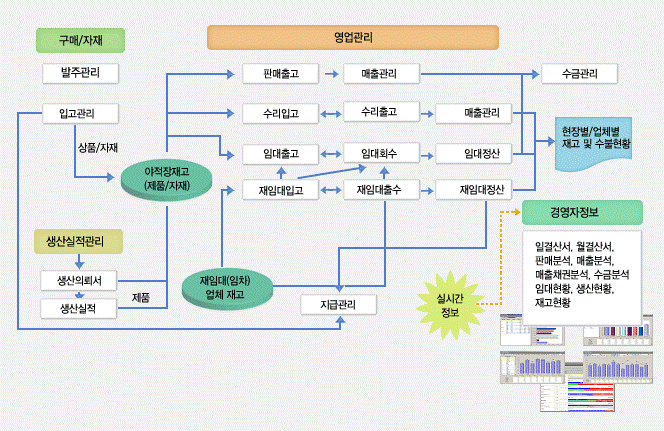 구매/자재
영업관리
발주관리
판매출고
매출관리
수금관리
입고관리
수리입고
수리출고
매출관리
상품/자재
현장별/업체별
재고 및 수불현황
임대출고
임대회수
임대정산
야적장재고
(제품/자재)
재임대입고
재임대출수
재임대정산
경영자정보
생산실적관리
일결산서, 월결산서,
판매분석, 매출분석,
매출채권분석, 수금분석
임대현황, 생산현황,
재고현황
생산의뢰서
제품
생산실적
재임대(임차)
업체 재고
지급관리
실시간
정보